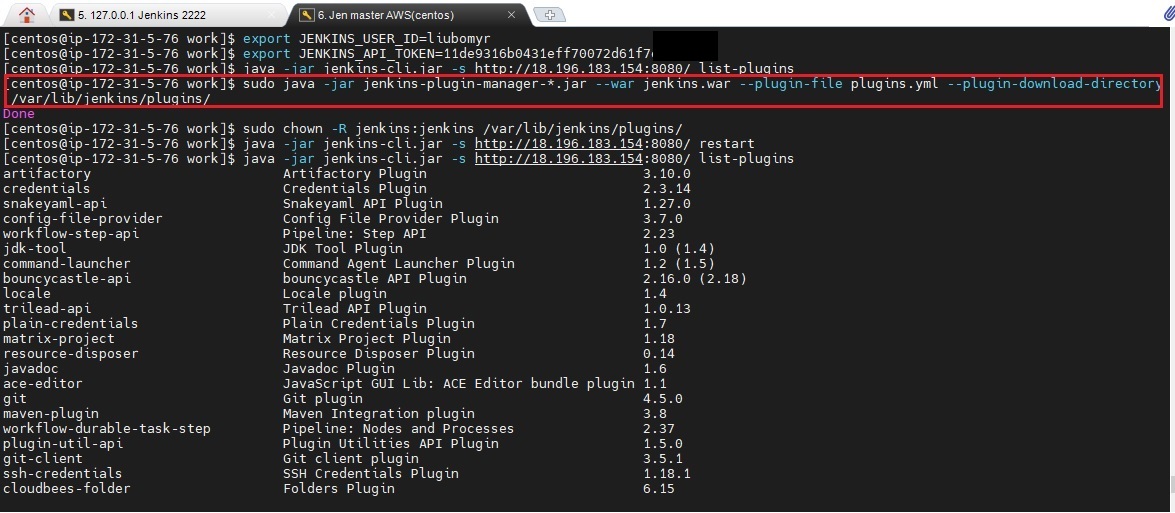 5. 127.0.0.1 Jenkins 2222
6. Jen master AWS(centos)
[centos@ip-172-31-5-76 work]$ export JENKINS_USER_ID=liubomyr
[centos@ip-172-31-5-76 work]$ export JENKINS_API_TOKEN=11de9316b0431eff70072d61f7
[centos@ip-172-31-5-76 work]$ java -jar jenkins-cli.jar -s http://18.196.183.154:8080/ list-plugins
[centos@ip-172-31-5-76 work]$ sudo java -jar jenkins-plugin-manager-*.jar --war jenkins.war --plugin-file plugins.yml --plugin-download-directory
/var/lib/jenkins/plugins/
Done
[centos@ip-172-31-5-76 work]$ sudo chown -R jenkins:jenkins /var/lib/jenkins/plugins/
[centos@ip-172-31-5-76 work]$ java -jar jenkins-cli.jar -s http://18.196.183.154:8080/ restart
[centos@ip-172-31-5-76 work]$ java -jar jenkins-cli.jar -s http://18.196.183.154:8080/ list-plugins
artifactory Artifactory Plugin 3.10.0
credentials Credentials Plugin 2.3.14
snakeyaml-api Snakeyaml API Plugin 1.27.0
config-file-provider Config File Provider Plugin 3.7.0
workflow-step-api Pipeline: Step API 2.23
jdk-tool JDK Tool Plugin 1.0 (1.4)
command-launcher Command Agent Launcher Plugin 1.2 (1.5)
bouncycastle-api bouncycastle API Plugin 2.16.0 (2.18)
locale Locale plugin 1.4
trilead-api Trilead API Plugin 1.0.13
plain-credentials Plain Credentials Plugin 1.7
matrix-project Matrix Project Plugin 1.18
resource-disposer Resource Disposer Plugin 0.14
javadoc Javadoc Plugin 1.6
ace-editor JavaScript GUI Lib: ACE Editor bundle plugin 1.1
git Git plugin 4.5.0
maven-plugin Maven Integration plugin 3.8
workflow-durable-task-step Pipeline: Nodes and Processes 2.37
plugin-util-api Plugin Utilities API Plugin 1.5.0
git-client Git client plugin 3.5.1
ssh-credentials SSH Credentials Plugin 1.18.1
cloudbees-folder Folders Plugin 6.15